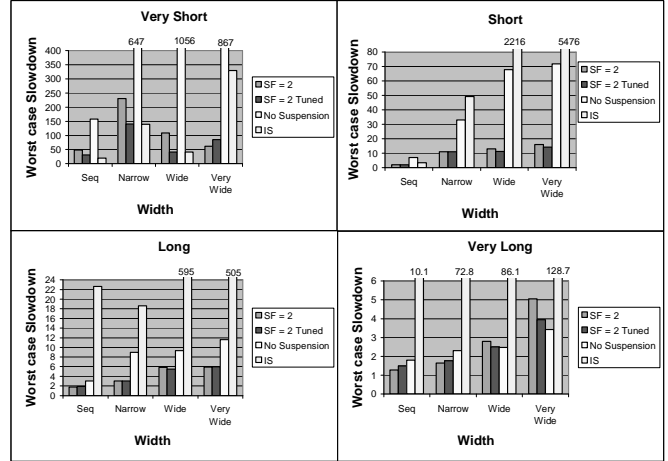 Very Short
647 1056 867
Worst case Slowdown
400
350
300
250
200
150
100
50
0
Seq Narrow Wide Very Wide
Width
SF = 2
SF = 2 Tuned
No Suspension
IS
Short
2216 5476
Worst case Slowdown
80
70
60
50
40
30
20
10
0
Seq Narrow Wide Very Wide
Width
SF = 2
SF = 2 Tuned
No Suspension
IS
Long
595 505
Worst case Slowdown
24
22
20
18
16
14
12
10
8
6
4
2
0
Seq Narrow Wide Very Wide
Width
SF = 2
SF = 2 Tuned
No Suspension
IS
Very Long
10.1 72.8 86.1 128.7
Worst case Slowdown
6
5
4
3
2
1
0
Seq Narrow Wide Very Wide
Width
SF = 2
SF = 2 Tuned
No Suspension
IS